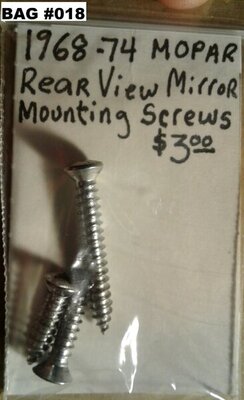 BAG #018
1968-74 MOPAR
Rear View Mirror
Mounting Screws
$3.00